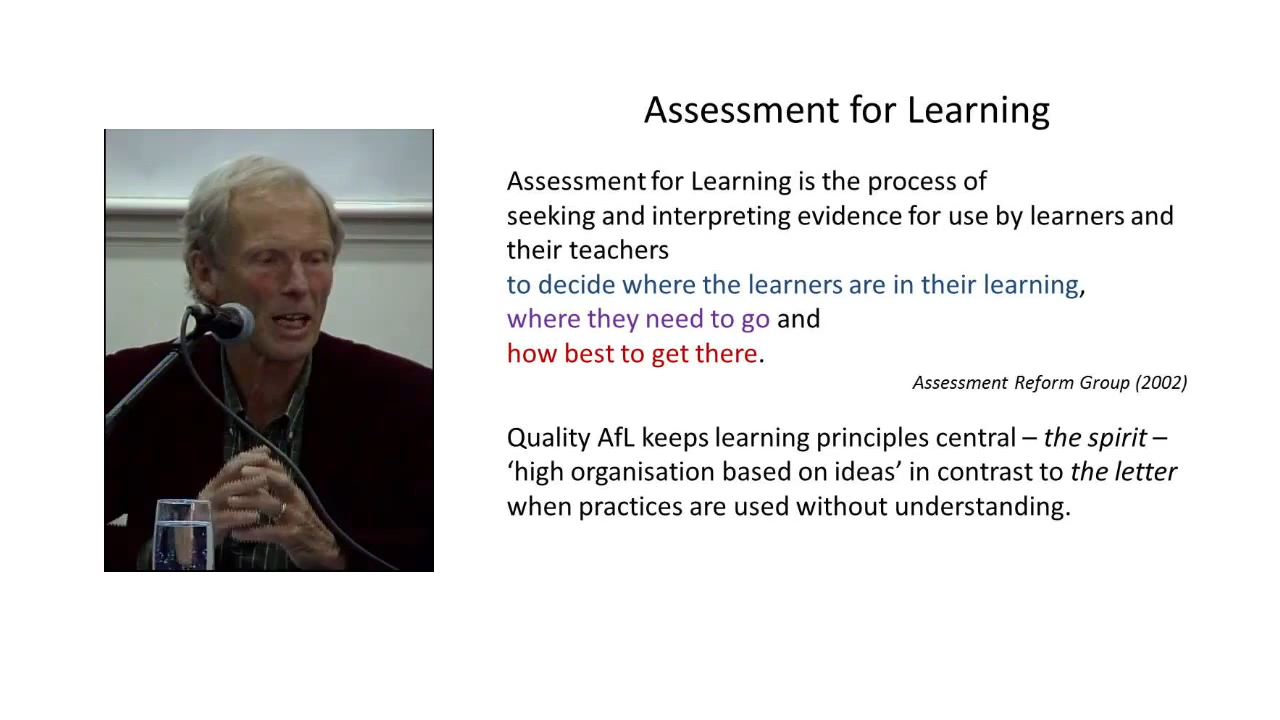 Assessment for Learning
Assessment for Learning is the process of
seeking and interpreting evidence for use by learners and
their teachers
to decide where the learners are in their learning,
where they need to go and
how best to get there.
Assessment Reform Group (2002)
Quality AfL keeps learning principles central – the spirit –
‘high organisation based on ideas’ in contrast to the letter
when practices are used without understanding.